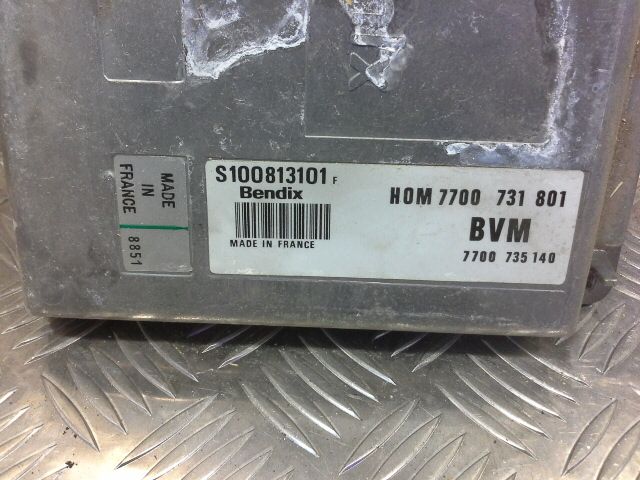 MADE
IN
FRANCE
8851
S100813101 F
Bendix
MADE IN FRANCE
HOM 7700 731 801
BVM
7700 735 140